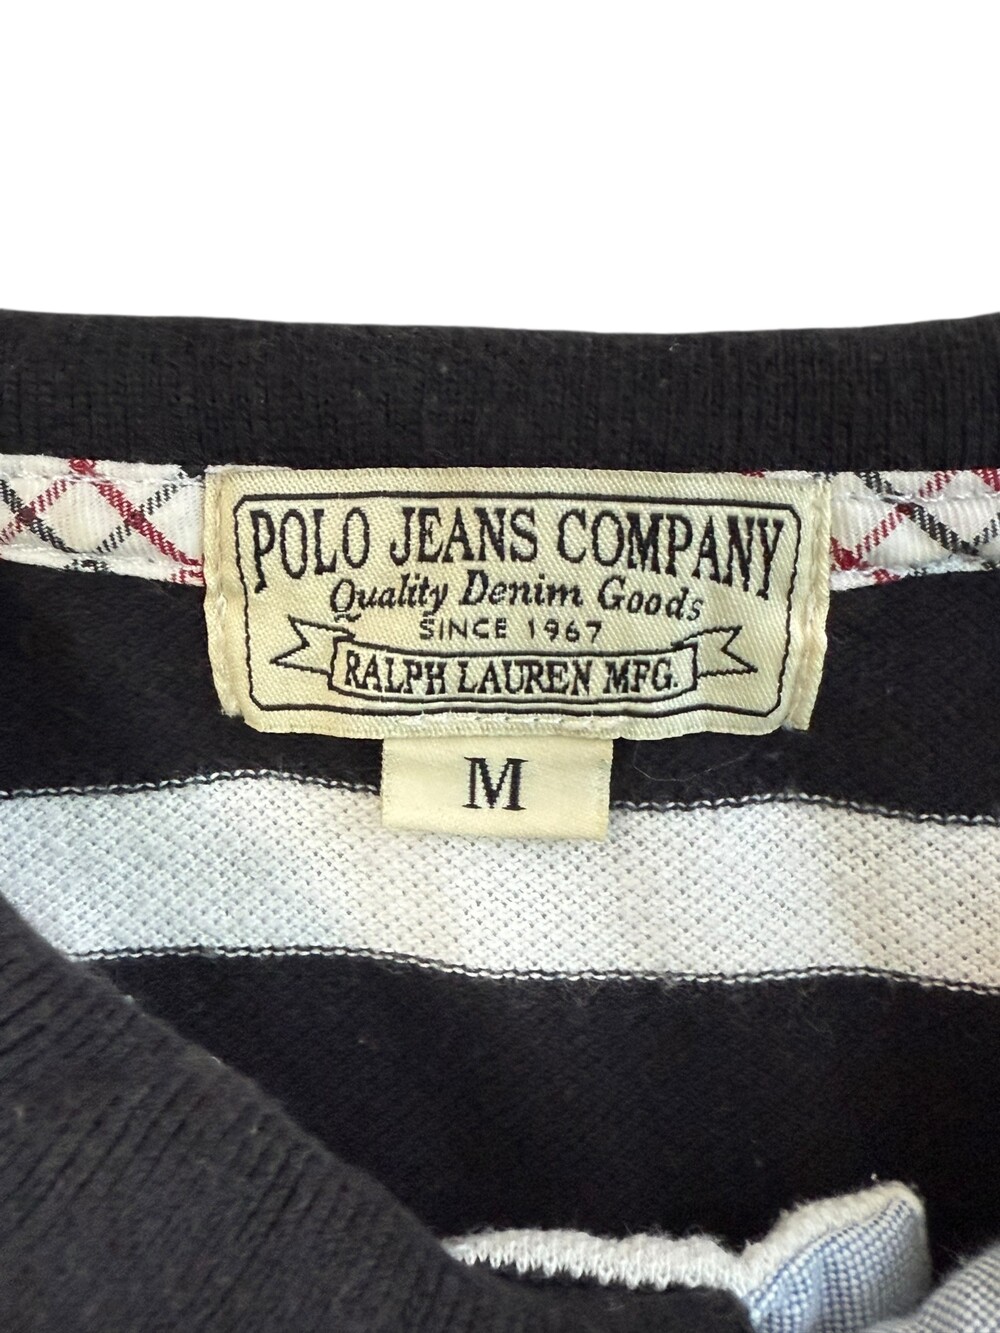 POLO JEANS COMPANY
Quality Denim Goods
SINCE 1967
RALPH LAUREN MFG.
M